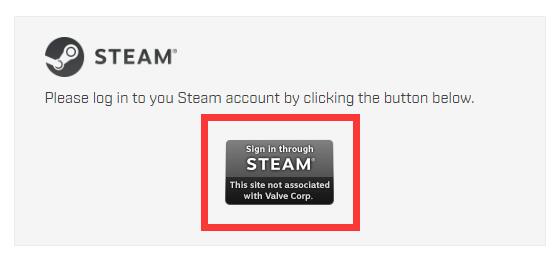 STEAM®
Please log in to you Steam account by clicking the button below.
Sign in through
STEAM®
This site not associated
with Valve Corp.